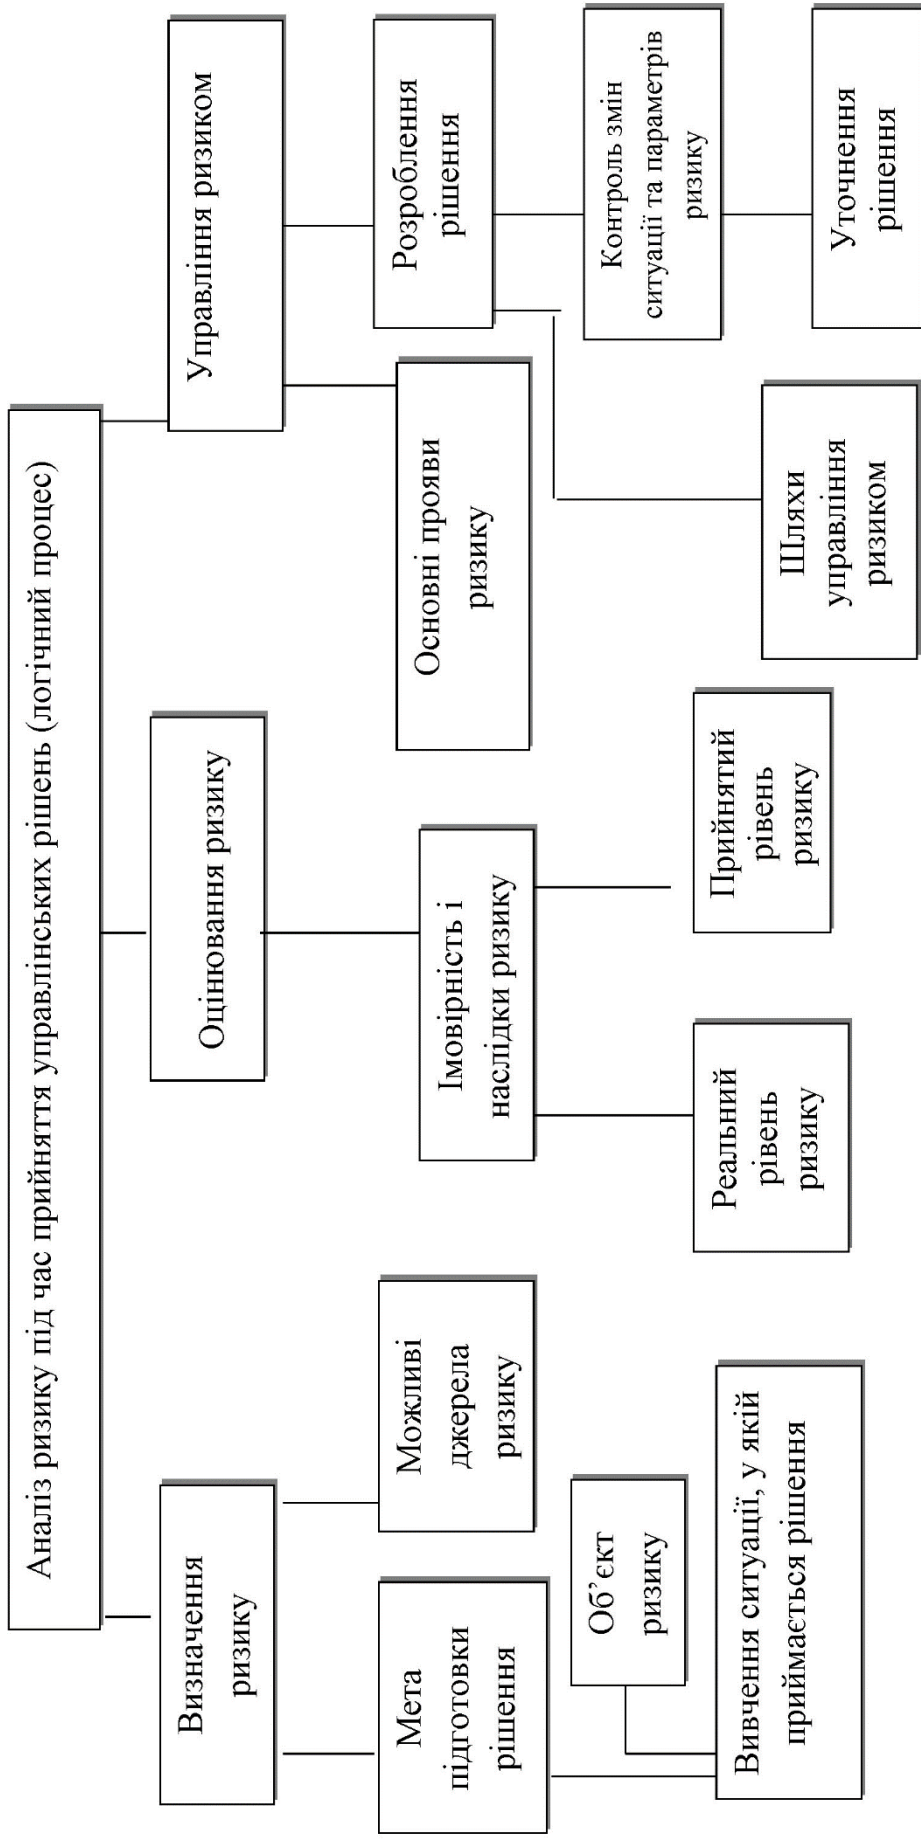 Аналіз ризику під час прийняття управлінських рішень (логічний процес)
Визначення
ризику
Оцінювання ризику
Управління ризиком
Мета
підготовки
рішення
Можливі
джерела
ризику
Імовірність і
наслідки ризику
Основні прояви
ризику
Розроблення
рішення
Об’єкт
ризику
Контроль змін
ситуації та параметрів
ризику
Вивчення ситуації, у якій
приймається рішення
Реальний
рівень
ризику
Прийнятий
рівень
ризику
Шляхи
управління
ризиком
Уточнення
рішення